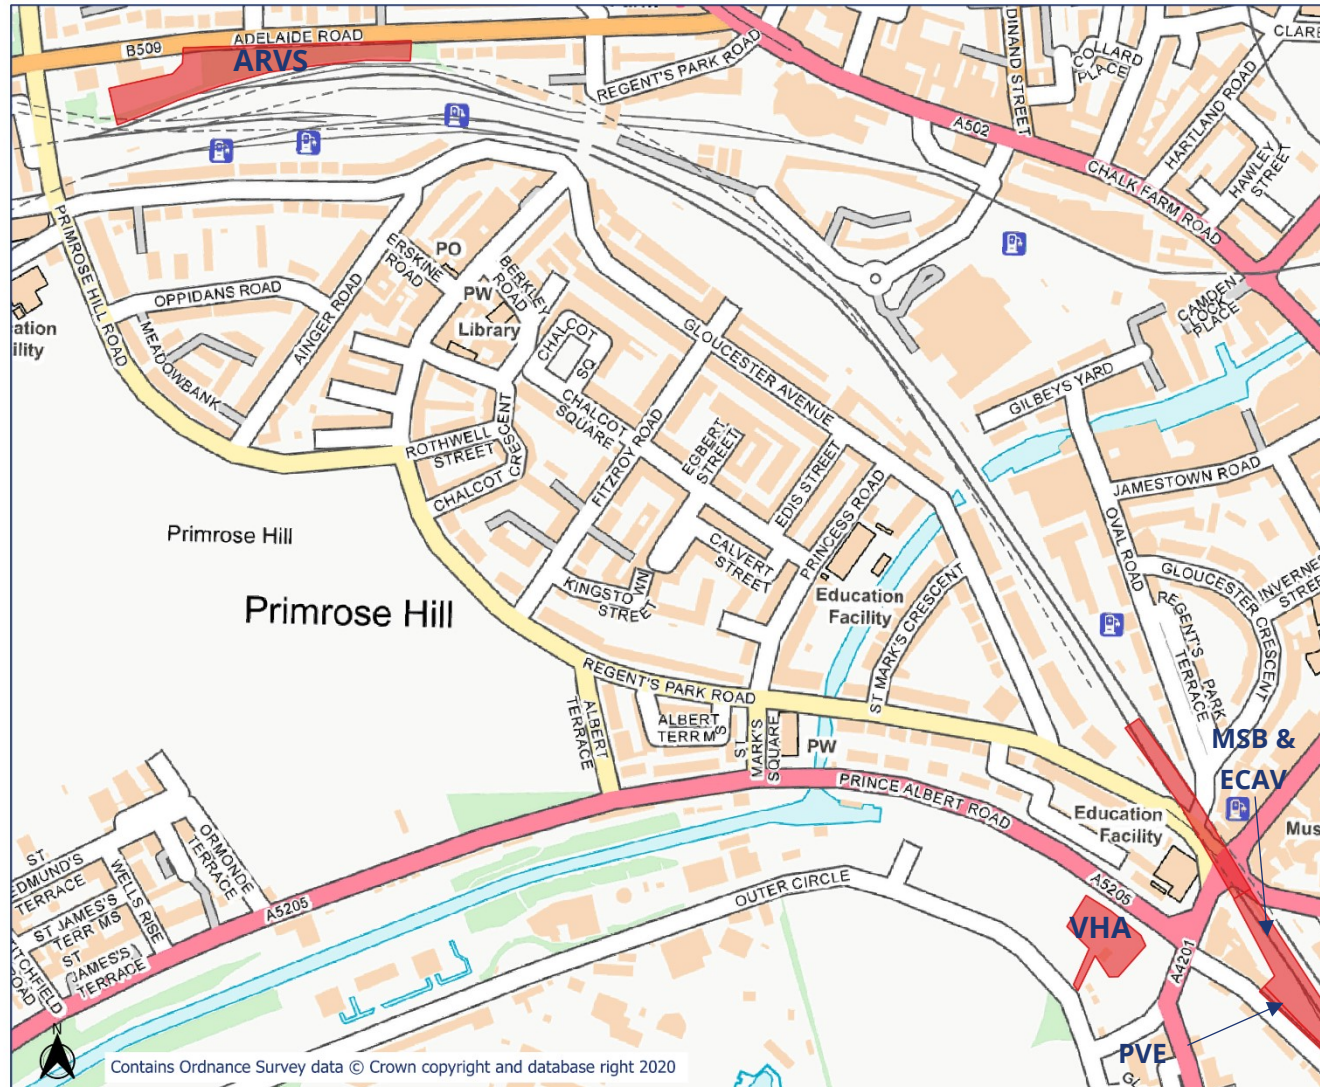 B509
ADELAIDE ROAD
ARVS
REGENT'S PARK ROAD
DINAND STREET
COLLARD
PLACE
CLARE
HARTLAND ROAD
A502
CHALK FARM ROAD
HAWLEY
STREET
PRIMROSE HILL ROAD
ERSKINE
ROAD
PO
BERKLEY
ROAD
PW
Library
OPPIDANS ROAD
AINGER ROAD
MEADOWBANK
CHALCOT
SQ
CHALCOT
SQUARE
GLOUCESTER AVENUE
CAMDEN
LOCK
PLACE
GILBEYS YARD
ROTHWELL
STREET
CHALCOT
CRESCENT
FITZROY ROAD
EGBERT
STREET
EDIS STREET
PRINCESS ROAD
JAMESTOWN ROAD
OVAL ROAD
CALVERT
STREET
KINGSTOWN
STREET
Education
Facility
ST MARK'S CRESCENT
GLOUCESTER CRESCENT
INVERNES
STREE
REGENT'S PARK
TERRACE
Primrose Hill
Primrose Hill
REGENT'S PARK ROAD
ALBERT
TERRACE
ALBERT
TERR MS
ST
MARK'S
SQUARE
PW
PRINCE ALBERT ROAD
MSB &
ECAV
Education
Facility
Mus
A5205
VHA
A4201
PVE
OUTER CIRCLE
ORMONDE
TERRACE
A5205
ST
EDMUND'S
TERRACE
WELLS RISE
ST JAMES'S
TERR MS
ST
JAMES'S
TERRACE
TCHFIELD
ROAD
cation
ility
N
Contains Ordnance Survey data © Crown copyright and database right 2020